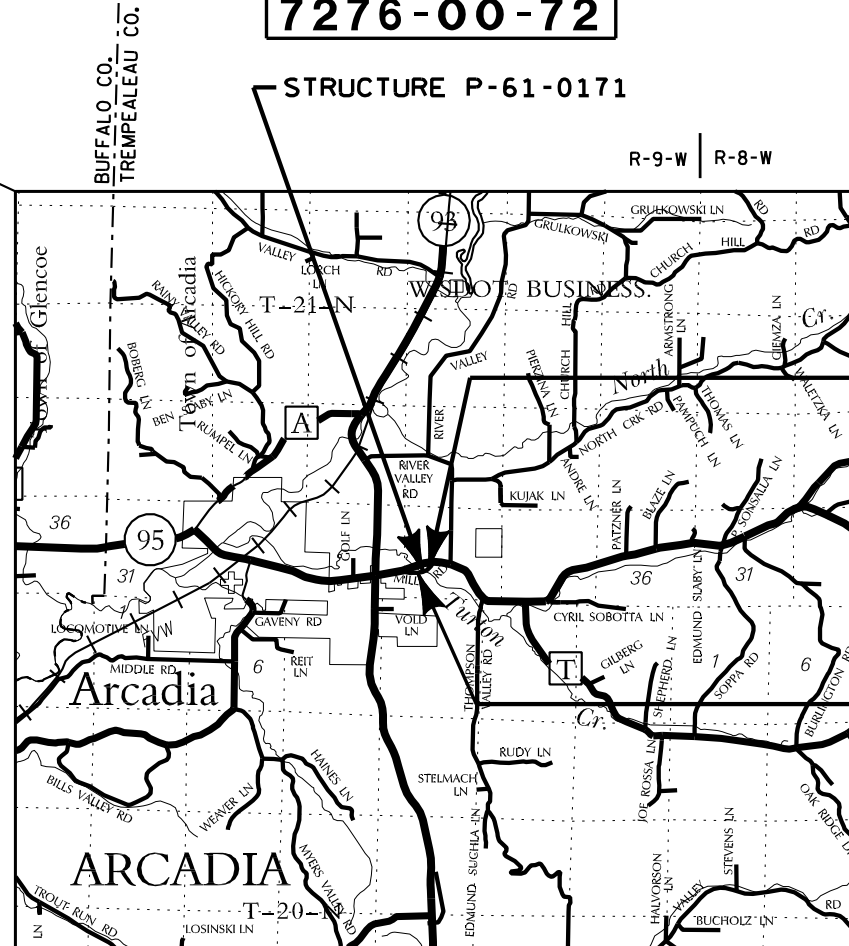 7276-00-72
STRUCTURE P-61-0171
BUFFALO CO.
TREMPEALEAU CO.
R-9-W
R-8-W
93
GRULKOWSKI LN
RD
GRULKOWSKI
HILL
RD
CHURCH
VALLEY
LORCH
LN
RD
Town of Glencoe
Town of Arcadia
HICKORY HILL RD
T-21-N
BUSINESS.
RD
HILL
ARMSTRONG
LN
CIEMZA LN
Cr.
BOBERG LN
VALLEY
PIERZINA LN
CHURCH
North
WALETZKA LN
BEN
RUMPEL LN
A
RIVER
NORTH CRK RD
PAMPUCH LN
THOMAS LN
RIVER
VALLEY
RD
ANDRE LN
KUJAK LN
PATZNER LN
BLAZE LN
P SONSALLA LN
36
95
GOLF LN
31
MILL
RD
36
31
1
LOCOMOTIVE LN
GAVENY RD
VOLD
LN
Turton
CYRIL SOBOTTA LN
EDMUND SLABY LN
MIDDLE RD
6
REIT
LN
THOMPSON
VALLEY RD
T
GILBERG
LN
SHEPHERD LN
1
SOPPA RD
6
BURLINGTON RD
Arcadia
Cr.
BILLS VALLEY RD
WEAVER LN
HAINES LN
RUDY LN
STELMACH
LN
JOE ROSSA LN
OAK RIDGE
ARCADIA
MYERS VALLEY RD
EDMUND SUCHLA LN
STEVENS LN
HALVORSON
LN
VALLEY
RD
TROUT RUN RD
T-20-N
BUCHOLZ LN
LN
LOSINSKI LN